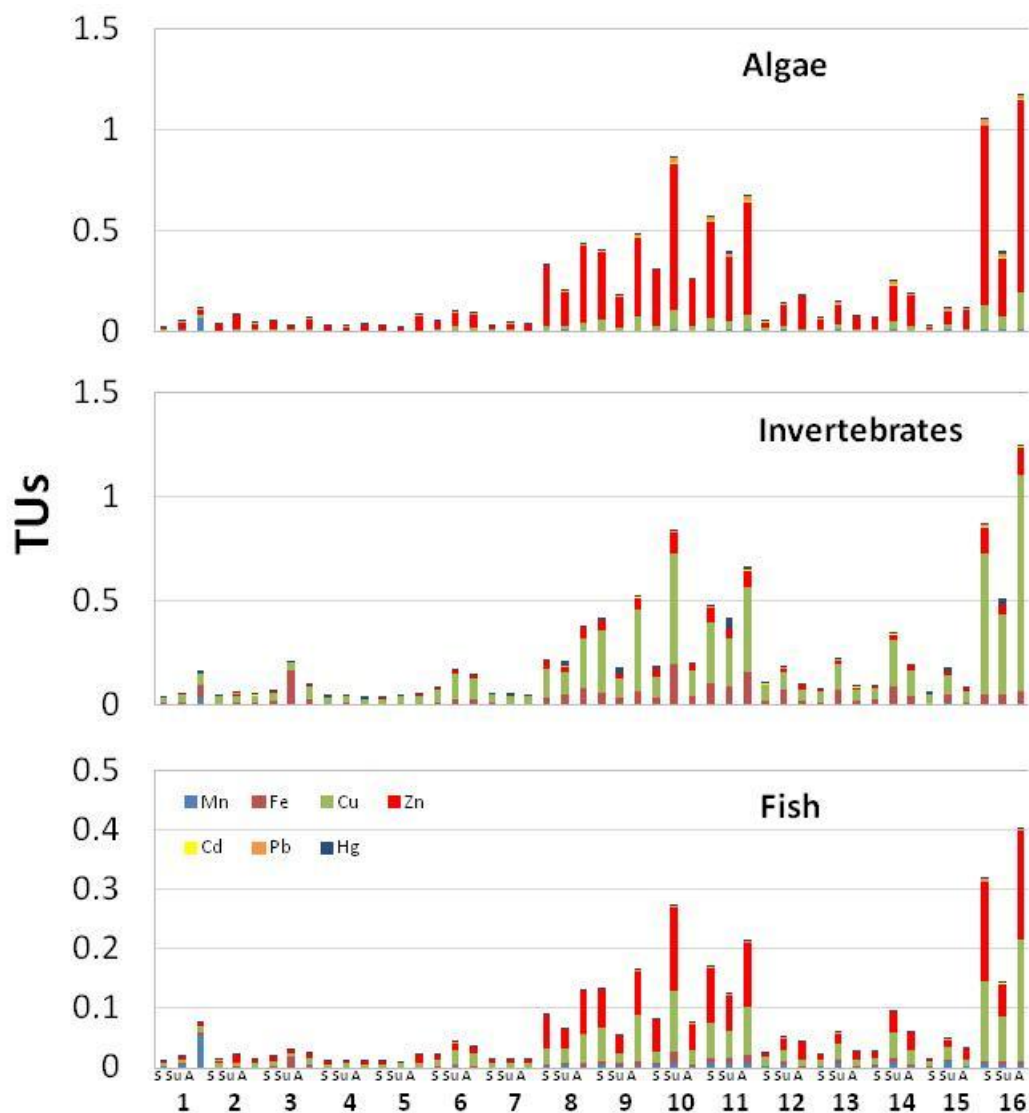 1.5
Algae
1
0.5
0
1.5
Invertebrates
1
0.5
0
TUs
0.5
Mn Fe Cu Zn
Fish
Cd Pb Hg
0.4
0.3
0.2
0.1
0
S Su A S Su A S Su A S Su A S Su A S Su A S Su A S Su A S Su A S Su A S Su A S Su A S Su A S Su A S Su A S Su A
1 2 3 4 5 6 7 8 9 10 11 12 13 14 15 16